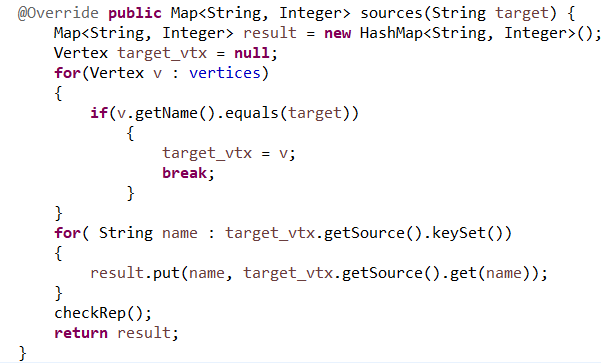 @Override public Map<String, Integer> sources(String target) {
    Map<String, Integer> result = new HashMap<String, Integer>();
    Vertex target_vtx = null;
    for(Vertex v : vertices)
    {
        if(v.getName().equals(target))
            {
                target_vtx = v;
                break;
            }
    }
    for( String name : target_vtx.getSource().keySet())
    {
        result.put(name, target_vtx.getSource().get(name));
    }
    checkRep();
    return result;
}